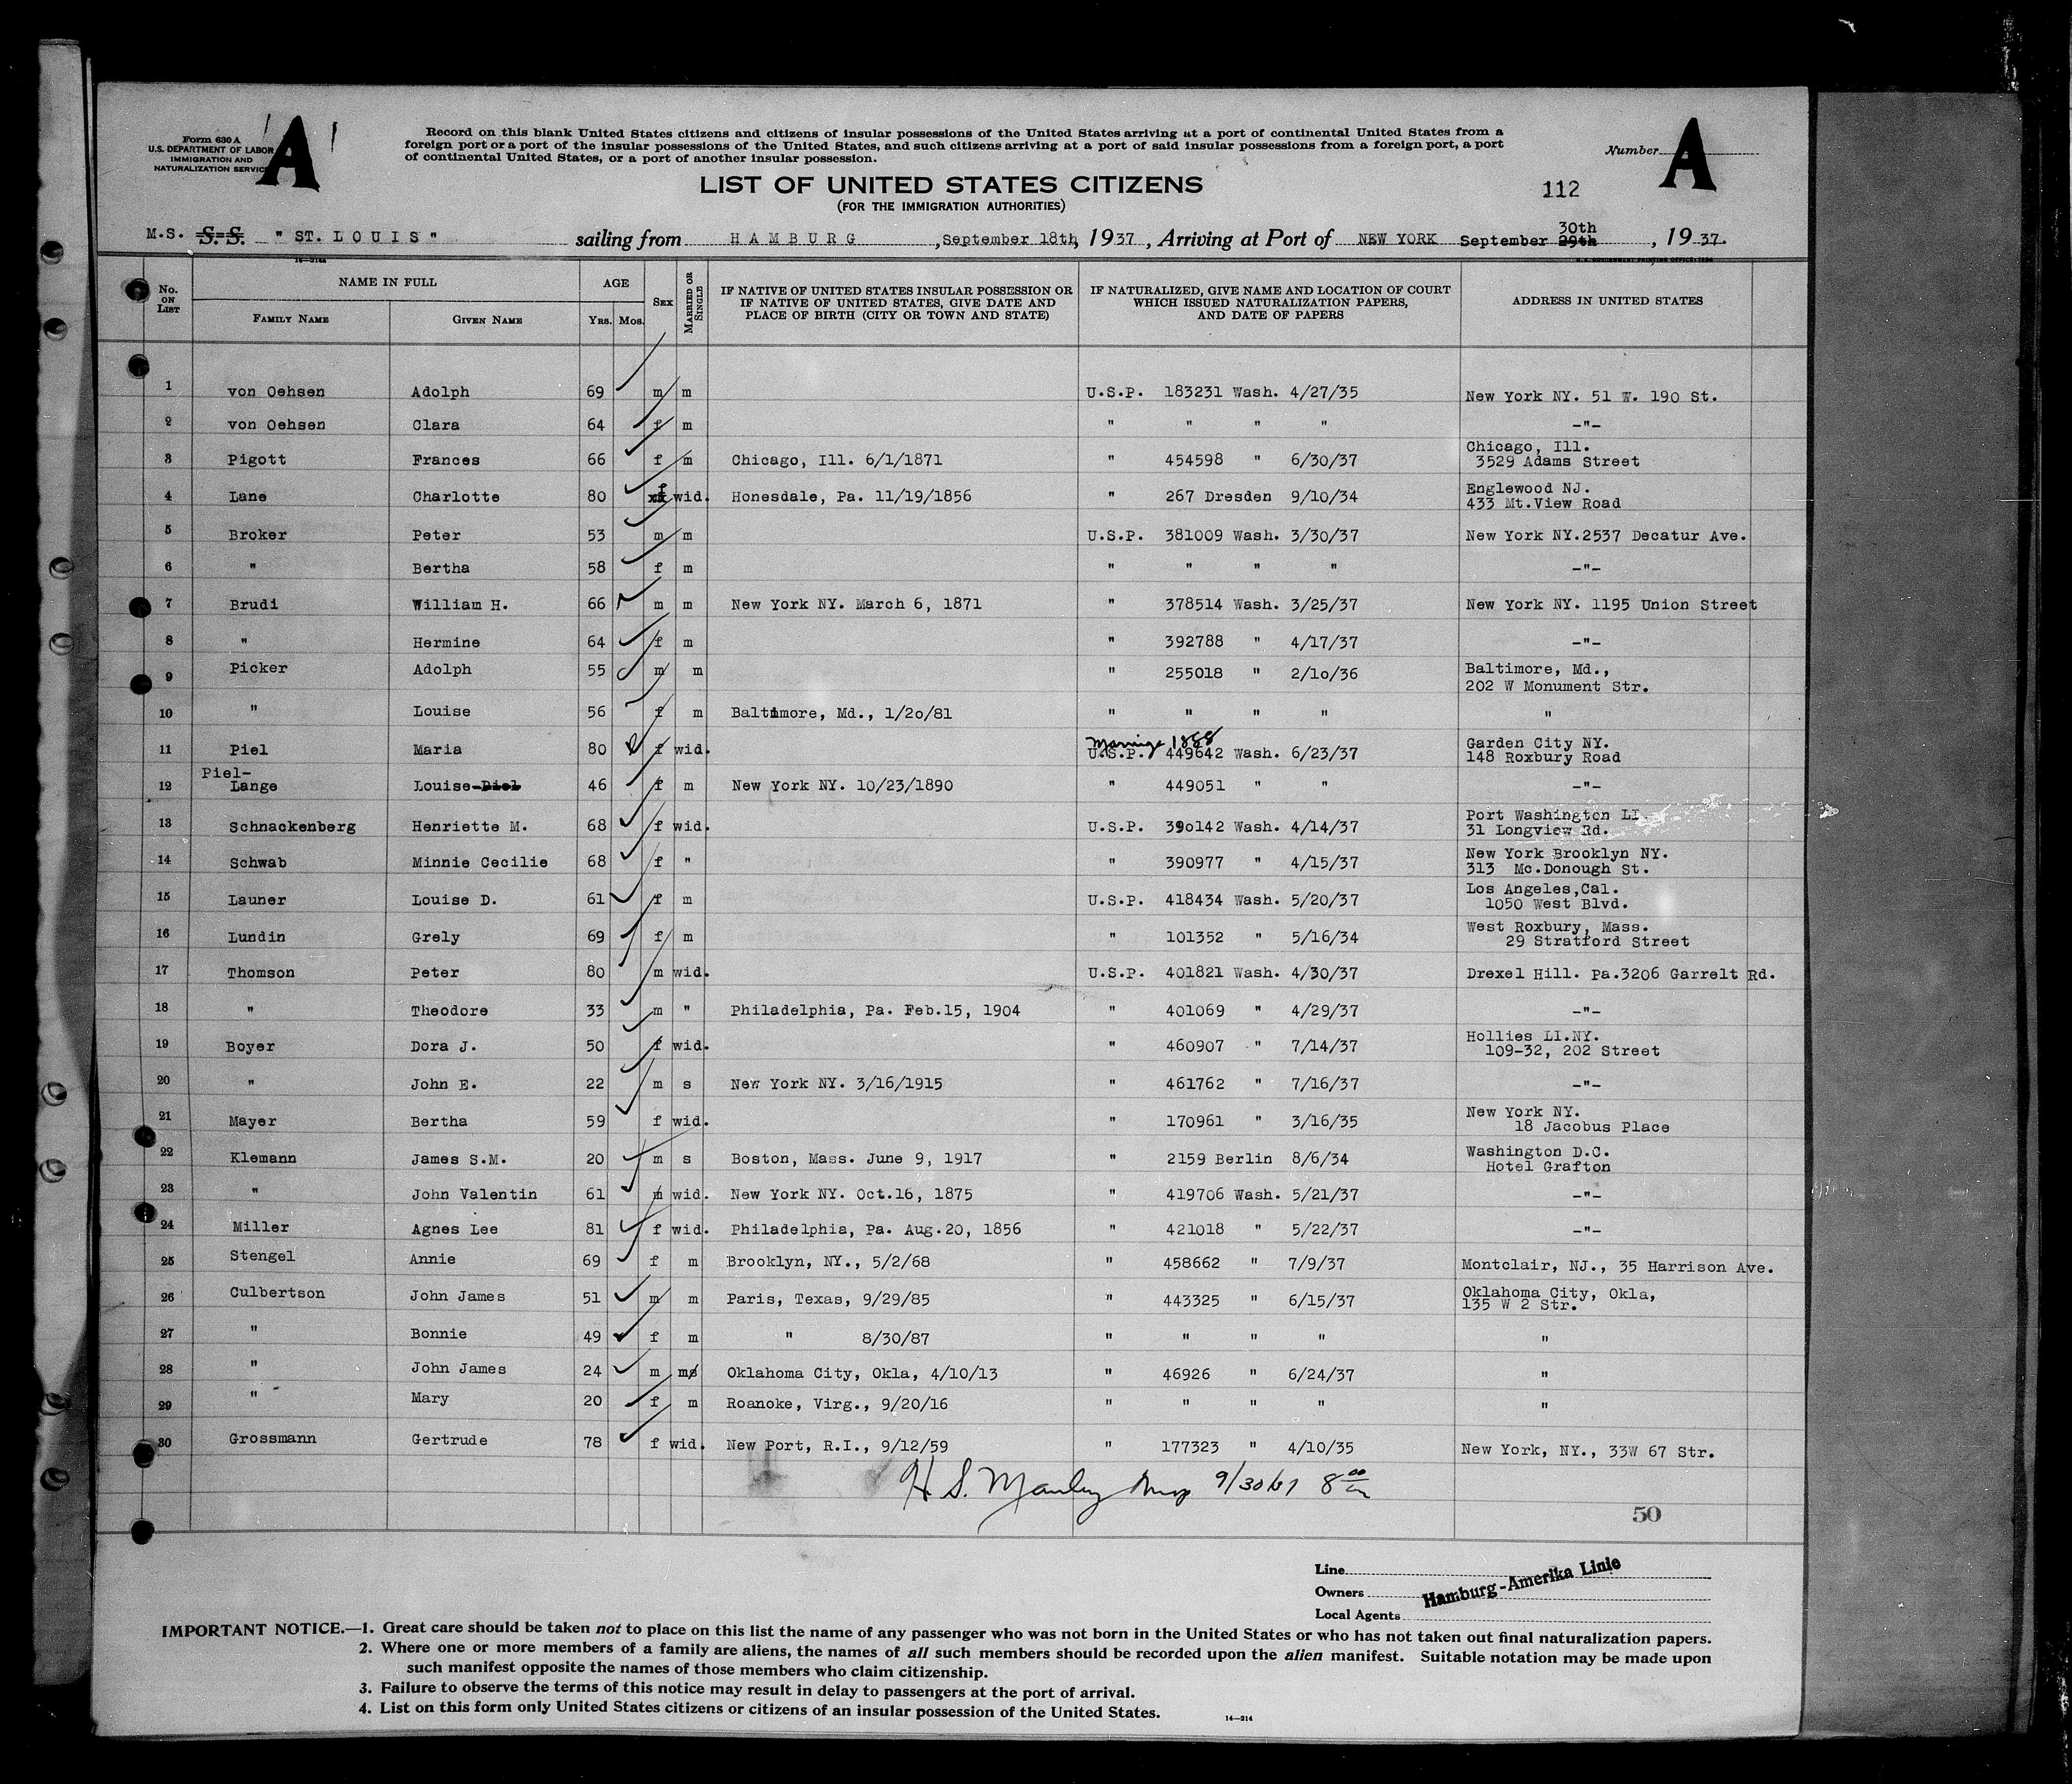 Form 630 A
U.S. DEPARTMENT OF LABOR
IMMIGRATION AND
NATURALIZATION SERVICE
A
Record on this blank United States citizens and citizens of insular possessions of the United States arriving at a port of continental United States from a
foreign port or a port of the insular possessions of the United States, and such citizens arriving at a port of said insular possessions from a foreign port, a port
of continental United States, or a port of another insular possession.
Number A
LIST OF UNITED STATES CITIZENS
(FOR THE IMMIGRATION AUTHORITIES)
112
M.S. S.S. "ST. LOUIS" sailing from HAMBURG, September 18th, 1937, Arriving at Port of NEW YORK September 29th 30th, 1937.
No. ON LIST
NAME IN FULL
FAMILY NAME GIVEN NAME
AGE
YRS. MOS.
SEX
MARRIED OR SINGLE
IF NATIVE OF UNITED STATES INSULAR POSSESSION OR
IF NATIVE OF UNITED STATES, GIVE DATE AND
PLACE OF BIRTH (CITY OR TOWN AND STATE)
IF NATURALIZED, GIVE NAME AND LOCATION OF COURT
WHICH ISSUED NATURALIZATION PAPERS,
AND DATE OF PAPERS
ADDRESS IN UNITED STATES
1 von Oehsen Adolph 69 m m U.S.P. 183231 Wash. 4/27/35 New York NY. 51 W. 190 St.
2 von Oehsen Clara 64 f m " " " " -"-
3 Pigott Frances 66 f m Chicago, Ill. 6/1/1871 " 454598 " 6/30/37 Chicago, Ill.
3529 Adams Street
4 Lane Charlotte 80 f wid. Honesdale, Pa. 11/19/1856 " 267 Dresden 9/10/34 Englewood NJ.
433 Mt.View Road
5 Broker Peter 53 m m U.S.P. 381009 Wash. 3/30/37 New York NY.2537 Decatur Ave.
6 " Bertha 58 f m " " " " -"-
7 Brudi William H. 66 m m New York NY. March 6, 1871 " 378514 Wash. 3/25/37 New York NY. 1195 Union Street
8 " Hermine 64 f m " 392788 " 4/17/37 -"-
9 Picker Adolph 55 m m " 255018 " 2/10/36 Baltimore, Md.,
202 W Monument Str.
10 " Louise 56 f m Baltimore, Md., 1/20/81 " " " " "
Marriage 1888
11 Piel Maria 80 f wid. U.S.P. 449642 Wash. 6/23/37 Garden City NY.
148 Roxbury Road
12 Piel-
Lange Louise-Piel 46 f m New York NY. 10/23/1890 " 449051 " " -"-
13 Schnackenberg Henriette M. 68 f wid. U.S.P. 390142 Wash. 4/14/37 Port Washington LI.
31 Longview Rd.
14 Schwab Minnie Cecilie 68 f " " 390977 " 4/15/37 New York Brooklyn NY.
313 Mc.Donough St.
15 Launer Louise D. 61 f m U.S.P. 418434 Wash. 5/20/37 Los Angeles,Cal.
1050 West Blvd.
16 Lundin Grely 69 f m " 101352 " 5/16/34 West Roxbury, Mass.
29 Stratford Street
17 Thomson Peter 80 m wid. U.S.P. 401821 Wash. 4/30/37 Drexel Hill. Pa.3206 Garrelt Rd.
18 " Theodore 33 m " Philadelphia, Pa. Feb.15, 1904 " 401069 " 4/29/37 -"-
19 Boyer Dora J. 50 f wid. " 460907 " 7/14/37 Hollies LI.NY.
109-32, 202 Street
20 " John E. 22 m s New York NY. 3/16/1915 " 461762 " 7/16/37 -"-
21 Mayer Bertha 59 f wid. " 170961 " 3/16/35 New York NY.
18 Jacobus Place
22 Klemann James S.M. 20 m s Boston, Mass. June 9, 1917 " 2159 Berlin 8/6/34 Washington D.C.
Hotel Grafton
23 " John Valentin 61 m wid. New York NY. Oct.16, 1875 " 419706 Wash. 5/21/37 -"-
24 Miller Agnes Lee 81 f wid. Philadelphia, Pa. Aug.20, 1856 " 421018 " 5/22/37 -"-
25 Stengel Annie 69 f m Brooklyn, NY., 5/2/68 " 458662 " 7/9/37 Montclair, NJ., 35 Harrison Ave.
26 Culbertson John James 51 m m Paris, Texas, 9/29/85 " 443325 " 6/15/37 Oklahoma City, Okla,
135 W 2 Str.
27 " Bonnie 49 f m " 8/30/87 " " " " "
28 " John James 24 m ms Oklahoma City, Okla, 4/10/13 " 46926 " 6/24/37 "
29 " Mary 20 f m Roanoke, Virg., 9/20/16 " " " " "
30 Grossmann Gertrude 78 f wid. New Port, R.I., 9/12/59 " 177323 " 4/10/35 New York, NY., 33W 67 Str.
H S. Manley 9/30/37 8 00
50
Line
Owners Hamburg-Amerika Linie
Local Agents
IMPORTANT NOTICE.—1. Great care should be taken not to place on this list the name of any passenger who was not born in the United States or who has not taken out final naturalization papers.
2. Where one or more members of a family are aliens, the names of all such members should be recorded upon the alien manifest. Suitable notation may be made upon
such manifest opposite the names of those members who claim citizenship.
3. Failure to observe the terms of this notice may result in delay to passengers at the port of arrival.
4. List on this form only United States citizens or citizens of an insular possession of the United States.
14—214